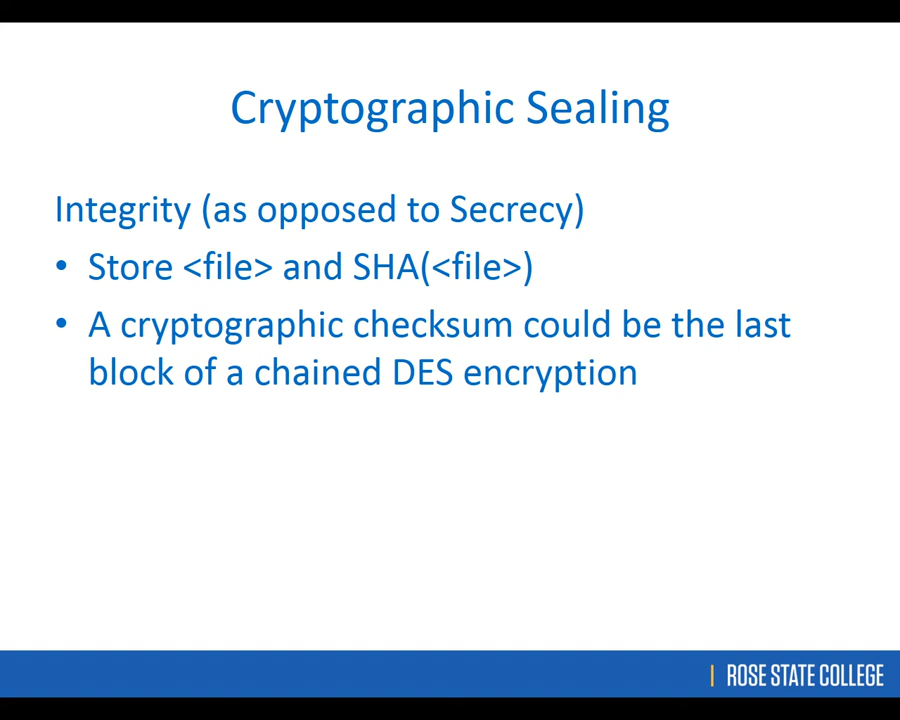 Cryptographic Sealing
Integrity (as opposed to Secrecy)
• Store <file> and SHA(<file>)
• A cryptographic checksum could be the last
block of a chained DES encryption
ROSE STATE COLLEGE